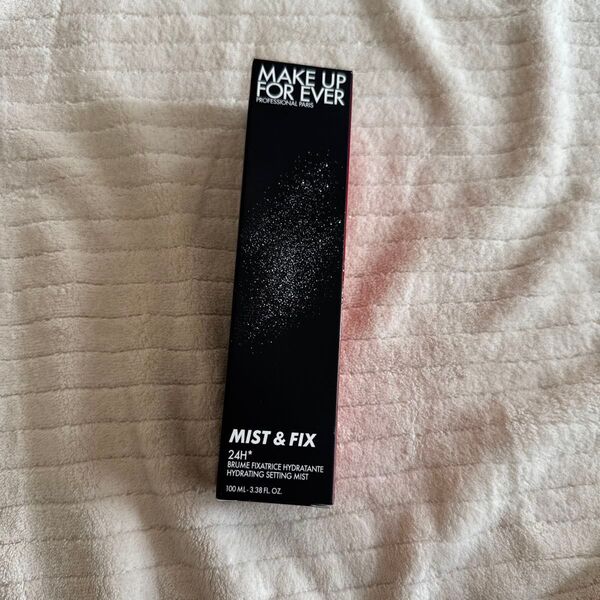 MAKE UP
FOR EVER
PROFESSIONAL PARIS
MIST & FIX
24H*
BRUME FIXATRICE HYDRATANTE
HYDRATING SETTING MIST
100 ML - 3.38 FL. OZ.